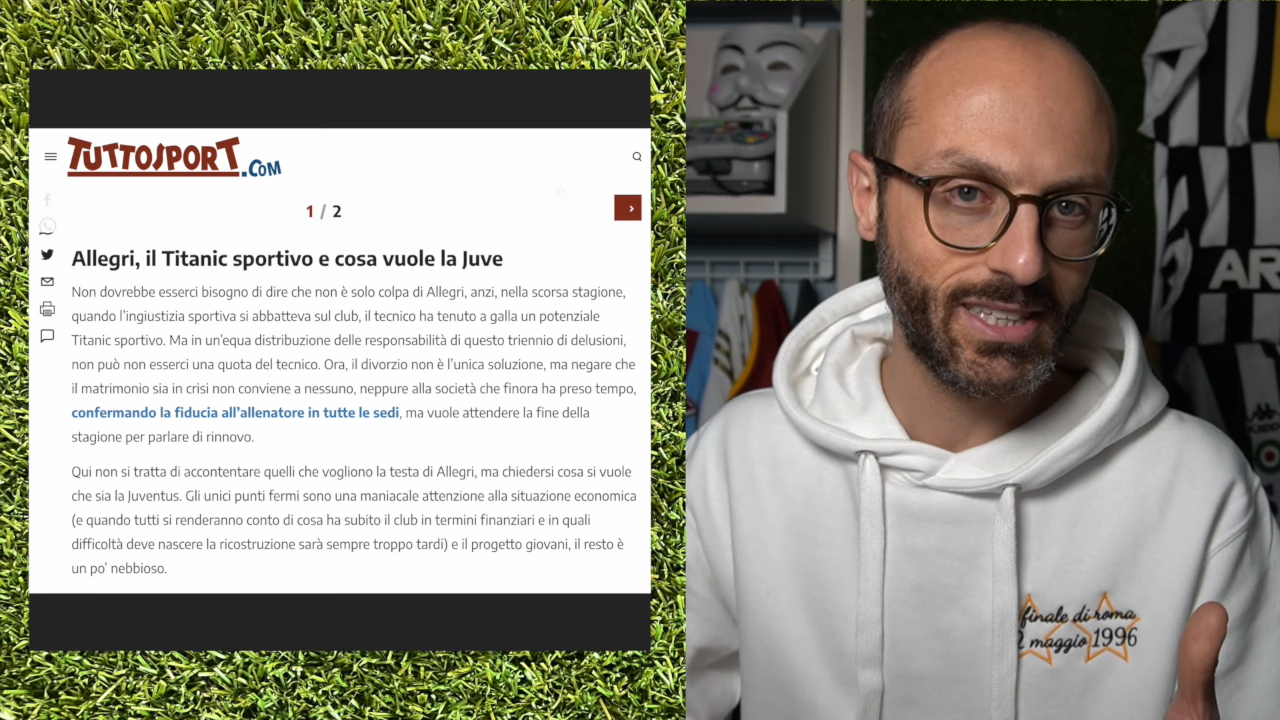 TUTTOSPORT.COM
1 / 2
Allegri, il Titanic sportivo e cosa vuole la Juve
Non dovrebbe esserci bisogno di dire che non è solo colpa di Allegri, anzi, nella scorsa stagione,
quando l’ingiustizia sportiva si abbatteva sul club, il tecnico ha tenuto a galla un potenziale
Titanic sportivo. Ma in un’equa distribuzione delle responsabilità di questo triennio di delusioni,
non può non esserci una quota del tecnico. Ora, il divorzio non è l’unica soluzione, ma negare che
il matrimonio sia in crisi non conviene a nessuno, neppure alla società che finora ha preso tempo,
confermando la fiducia all’allenatore in tutte le sedi, ma vuole attendere la fine della
stagione per parlare di rinnovo.
Qui non si tratta di accontentare quelli che vogliono la testa di Allegri, ma chiedersi cosa si vuole
che sia la Juventus. Gli unici punti fermi sono una maniacale attenzione alla situazione economica
(e quando tutti si renderanno conto di cosa ha subito il club in termini finanziari e in quali
difficoltà deve nascere la ricostruzione sarà sempre troppo tardi) e il progetto giovani, il resto è
un po’ nebbioso.
AR
finale di roma
maggio 1996